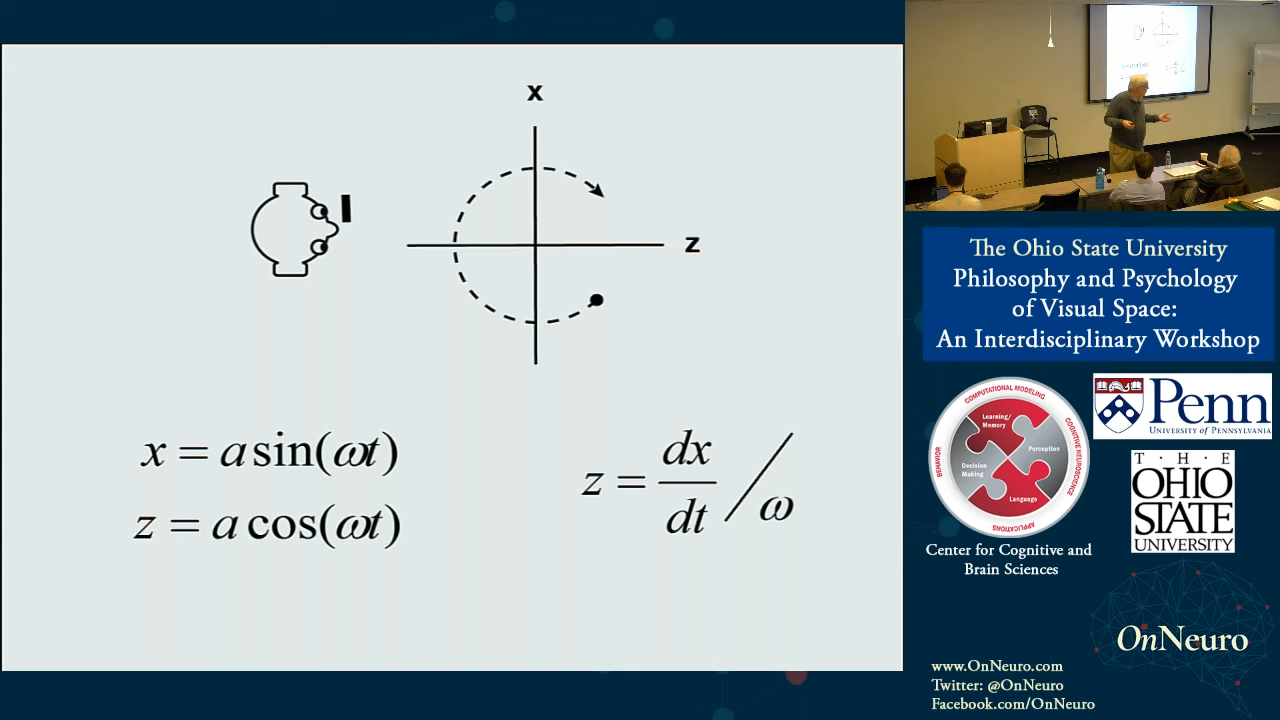 x
z
x = a sin(ωt)
z = a cos(ωt)
z = dx/dt / ω
The Ohio State University
Philosophy and Psychology
of Visual Space:
An Interdisciplinary Workshop
COMPUTATIONAL MODELING
COGNITIVE NEUROSCIENCE
APPLICATIONS
BEHAVIOR
Learning/
Memory
Perception
Decision
Making
Language
Penn
UNIVERSITY OF PENNSYLVANIA
T · H · E
OHIO
STATE
UNIVERSITY
Center for Cognitive and
Brain Sciences
OnNeuro
www.OnNeuro.com
Twitter: @OnNeuro
Facebook.com/OnNeuro